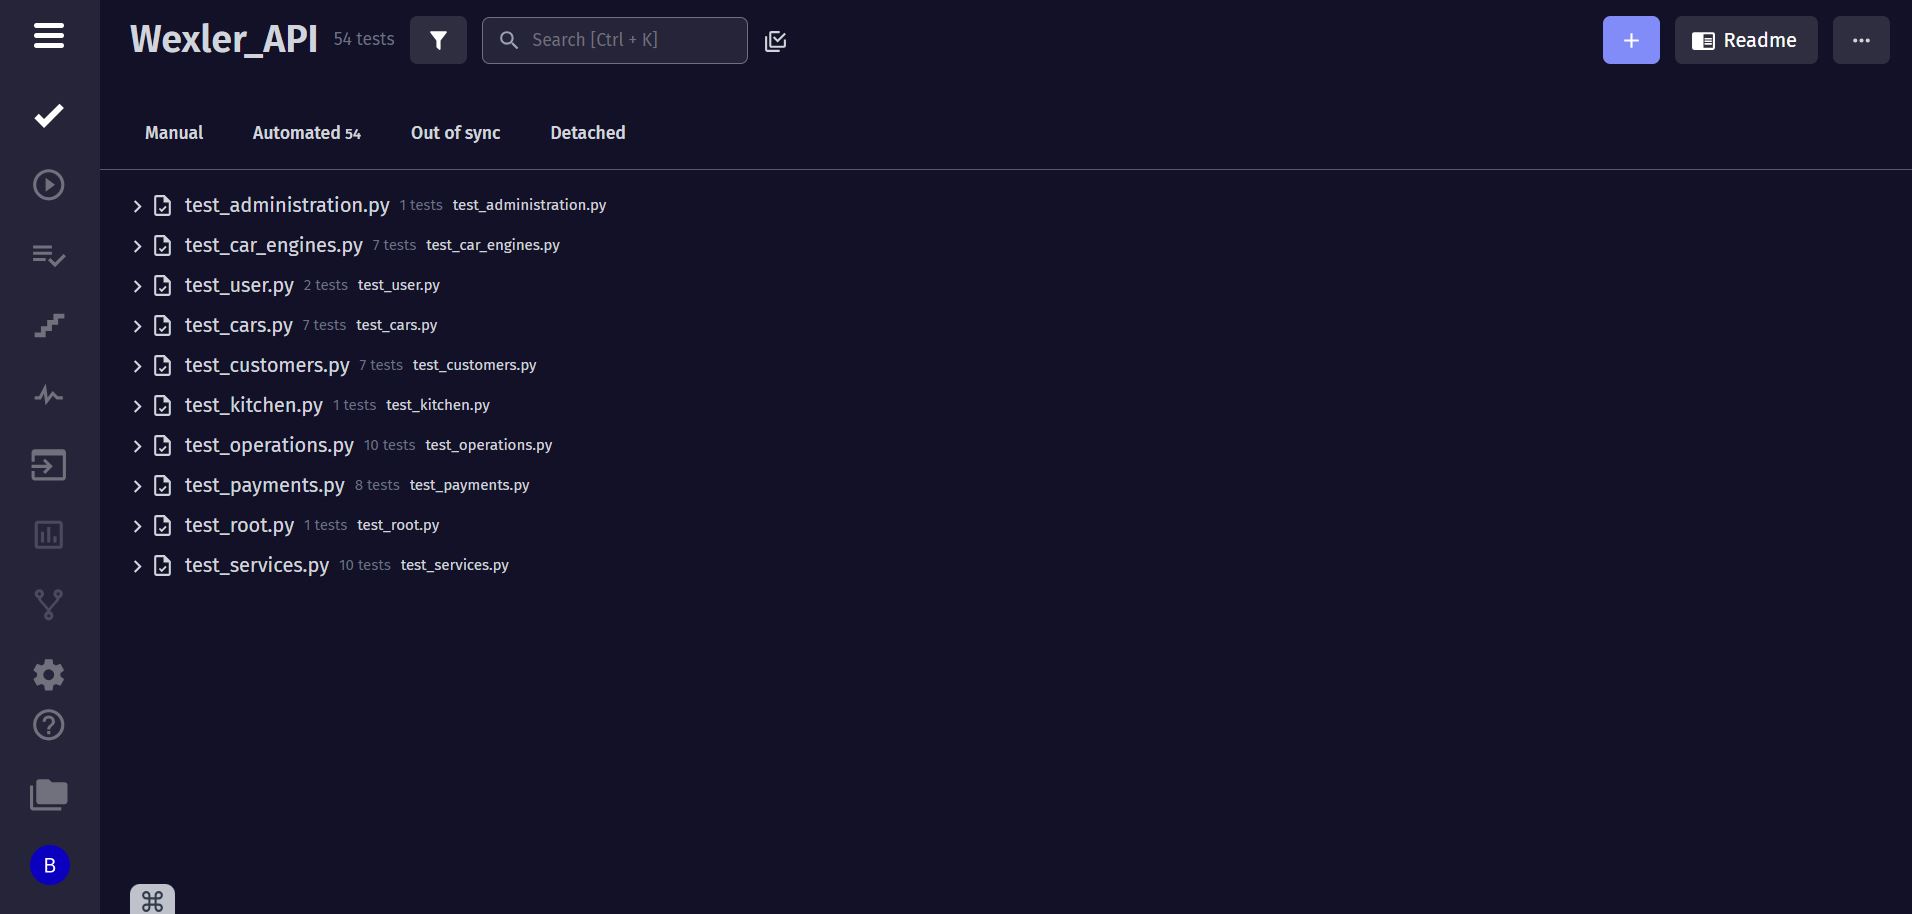 Wexler_API 54 tests Search [Ctrl + K] + Readme ...
Manual Automated 54 Out of sync Detached
test_administration.py 1 tests test_administration.py
test_car_engines.py 7 tests test_car_engines.py
test_user.py 2 tests test_user.py
test_cars.py 7 tests test_cars.py
test_customers.py 7 tests test_customers.py
test_kitchen.py 1 tests test_kitchen.py
test_operations.py 10 tests test_operations.py
test_payments.py 8 tests test_payments.py
test_root.py 1 tests test_root.py
test_services.py 10 tests test_services.py
B
⌘